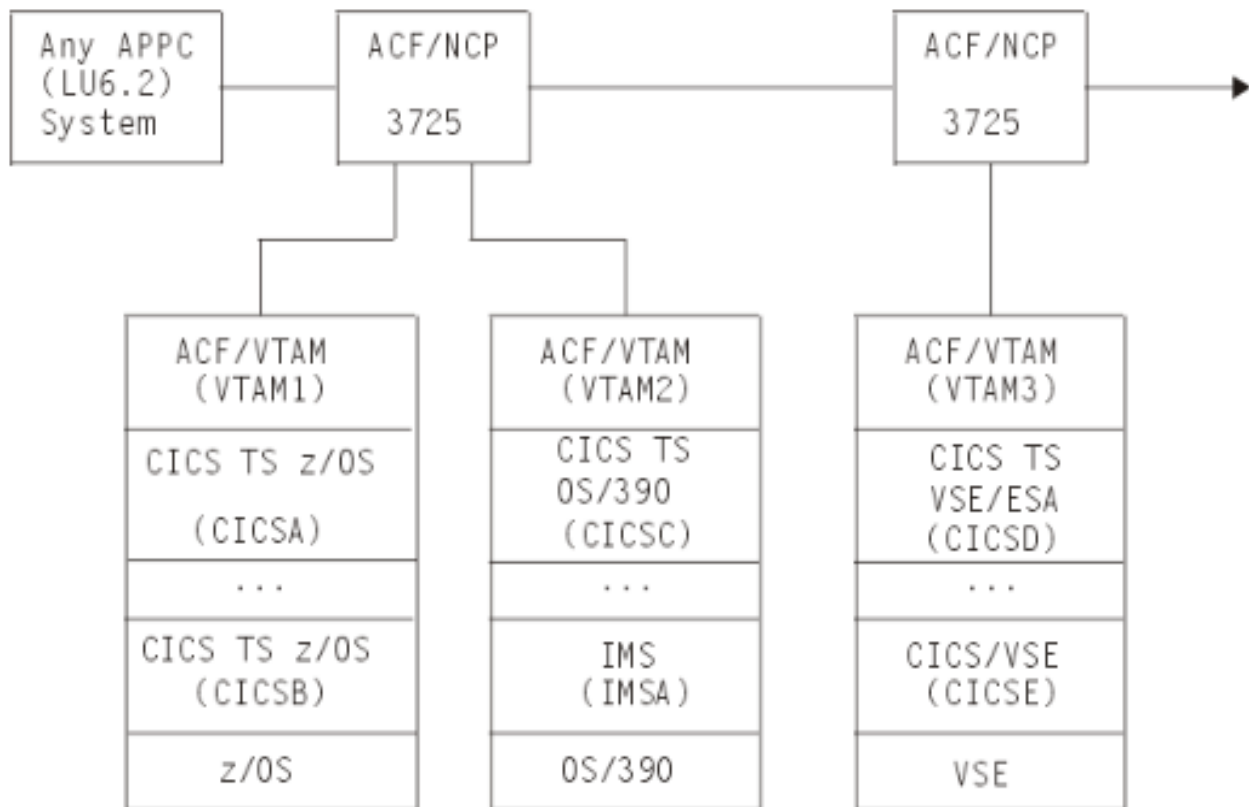 Any APPC
(LU6.2)
System
ACF/NCP
3725
ACF/NCP
3725
ACF/VTAM
(VTAM1)
CICS TS z/OS
(CICSA)
...
CICS TS z/OS
(CICSB)
z/OS
ACF/VTAM
(VTAM2)
CICS TS
OS/390
(CICSC)
...
IMS
(IMSA)
OS/390
ACF/VTAM
(VTAM3)
CICS TS
VSE/ESA
(CICSD)
...
CICS/VSE
(CICSE)
VSE